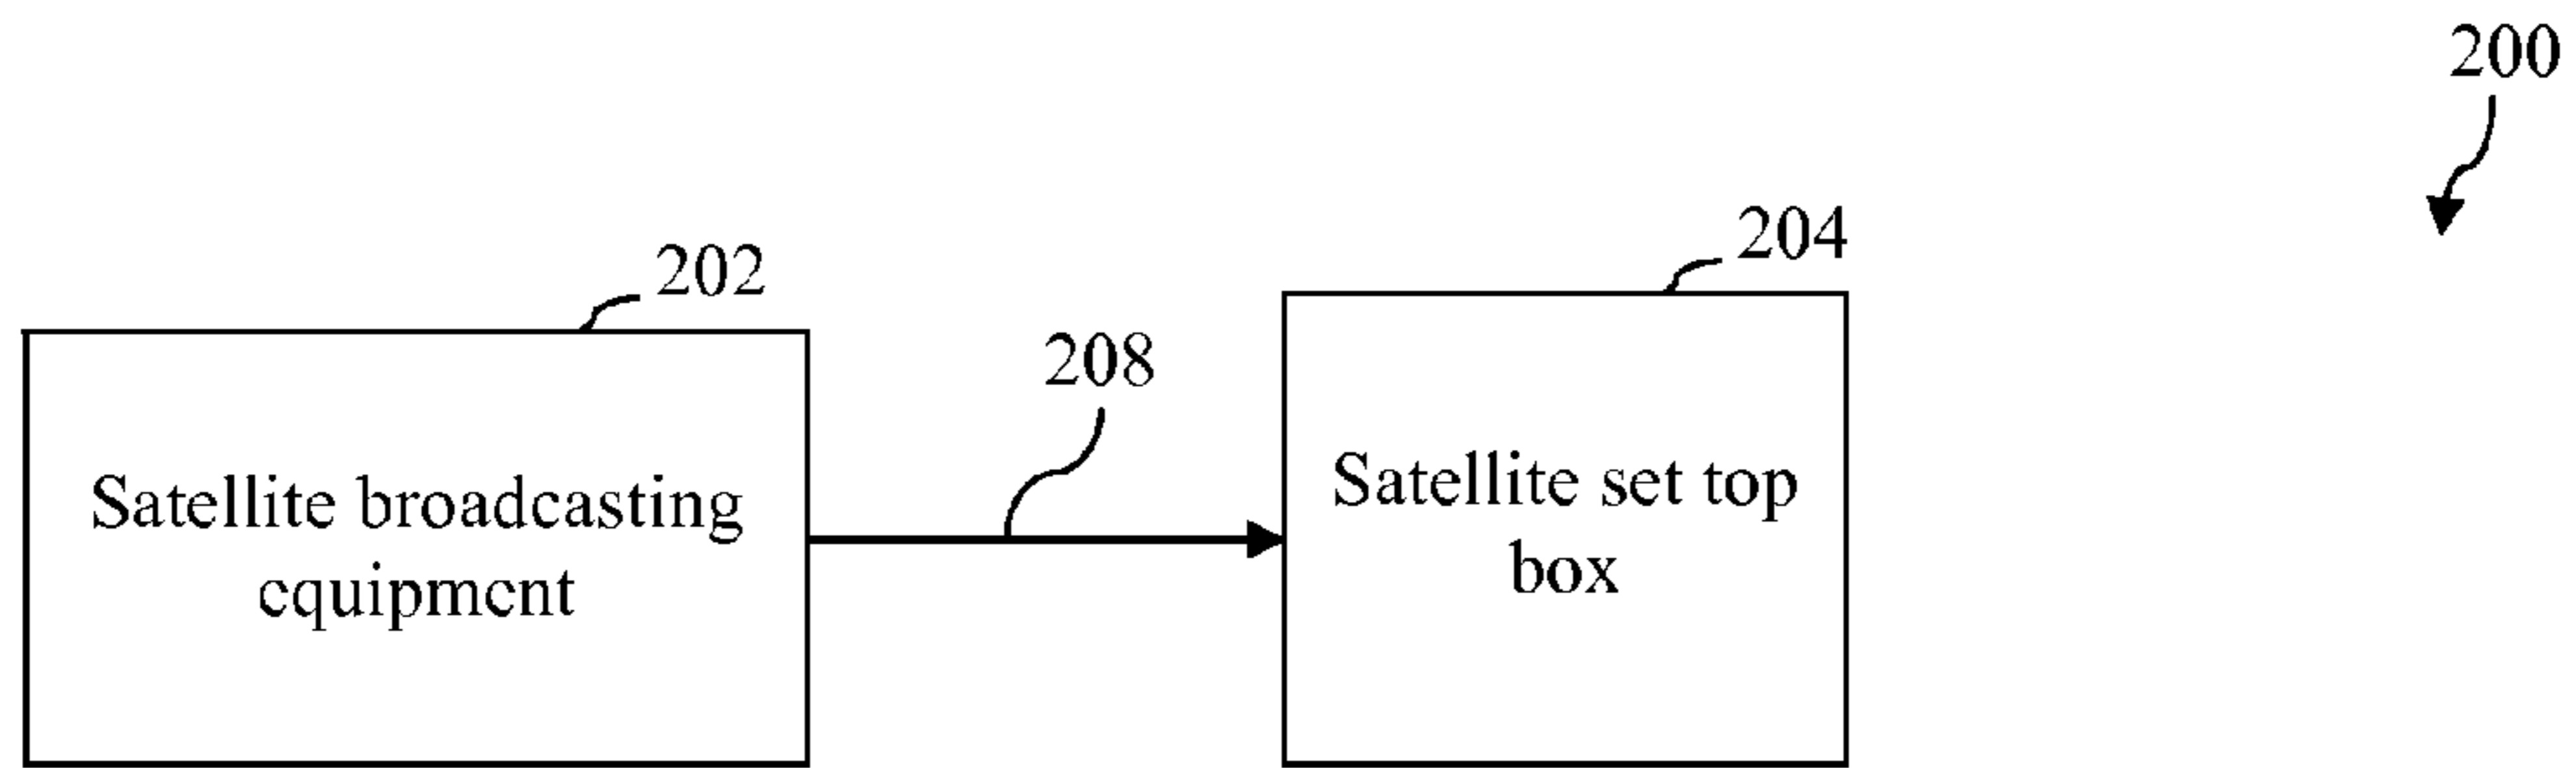 200
204
202
208
Satellite broadcasting
equipment
Satellite set top
box